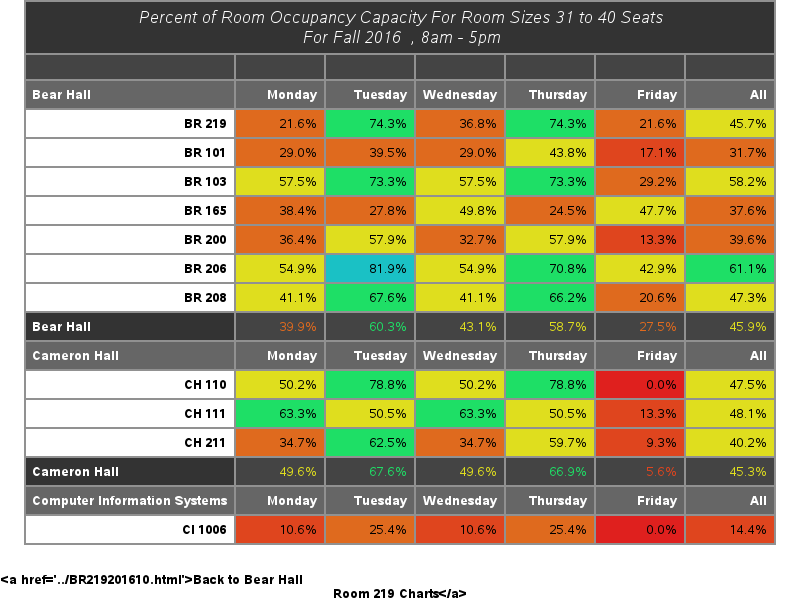 Percent of Room Occupancy Capacity For Room Sizes 31 to 40 Seats
For Fall 2016 , 8am - 5pm
Bear Hall Monday Tuesday Wednesday Thursday Friday All
BR 219 21.6% 74.3% 36.8% 74.3% 21.6% 45.7%
BR 101 29.0% 39.5% 29.0% 43.8% 17.1% 31.7%
BR 103 57.5% 73.3% 57.5% 73.3% 29.2% 58.2%
BR 165 38.4% 27.8% 49.8% 24.5% 47.7% 37.6%
BR 200 36.4% 57.9% 32.7% 57.9% 13.3% 39.6%
BR 206 54.9% 81.9% 54.9% 70.8% 42.9% 61.1%
BR 208 41.1% 67.6% 41.1% 66.2% 20.6% 47.3%
Bear Hall 39.9% 60.3% 43.1% 58.7% 27.5% 45.9%
Cameron Hall Monday Tuesday Wednesday Thursday Friday All
CH 110 50.2% 78.8% 50.2% 78.8% 0.0% 47.5%
CH 111 63.3% 50.5% 63.3% 50.5% 13.3% 48.1%
CH 211 34.7% 62.5% 34.7% 59.7% 9.3% 40.2%
Cameron Hall 49.6% 67.6% 49.6% 66.9% 5.6% 45.3%
Computer Information Systems Monday Tuesday Wednesday Thursday Friday All
CI 1006 10.6% 25.4% 10.6% 25.4% 0.0% 14.4%
<a href='../BR219201610.html'>Back to Bear Hall
Room 219 Charts</a>